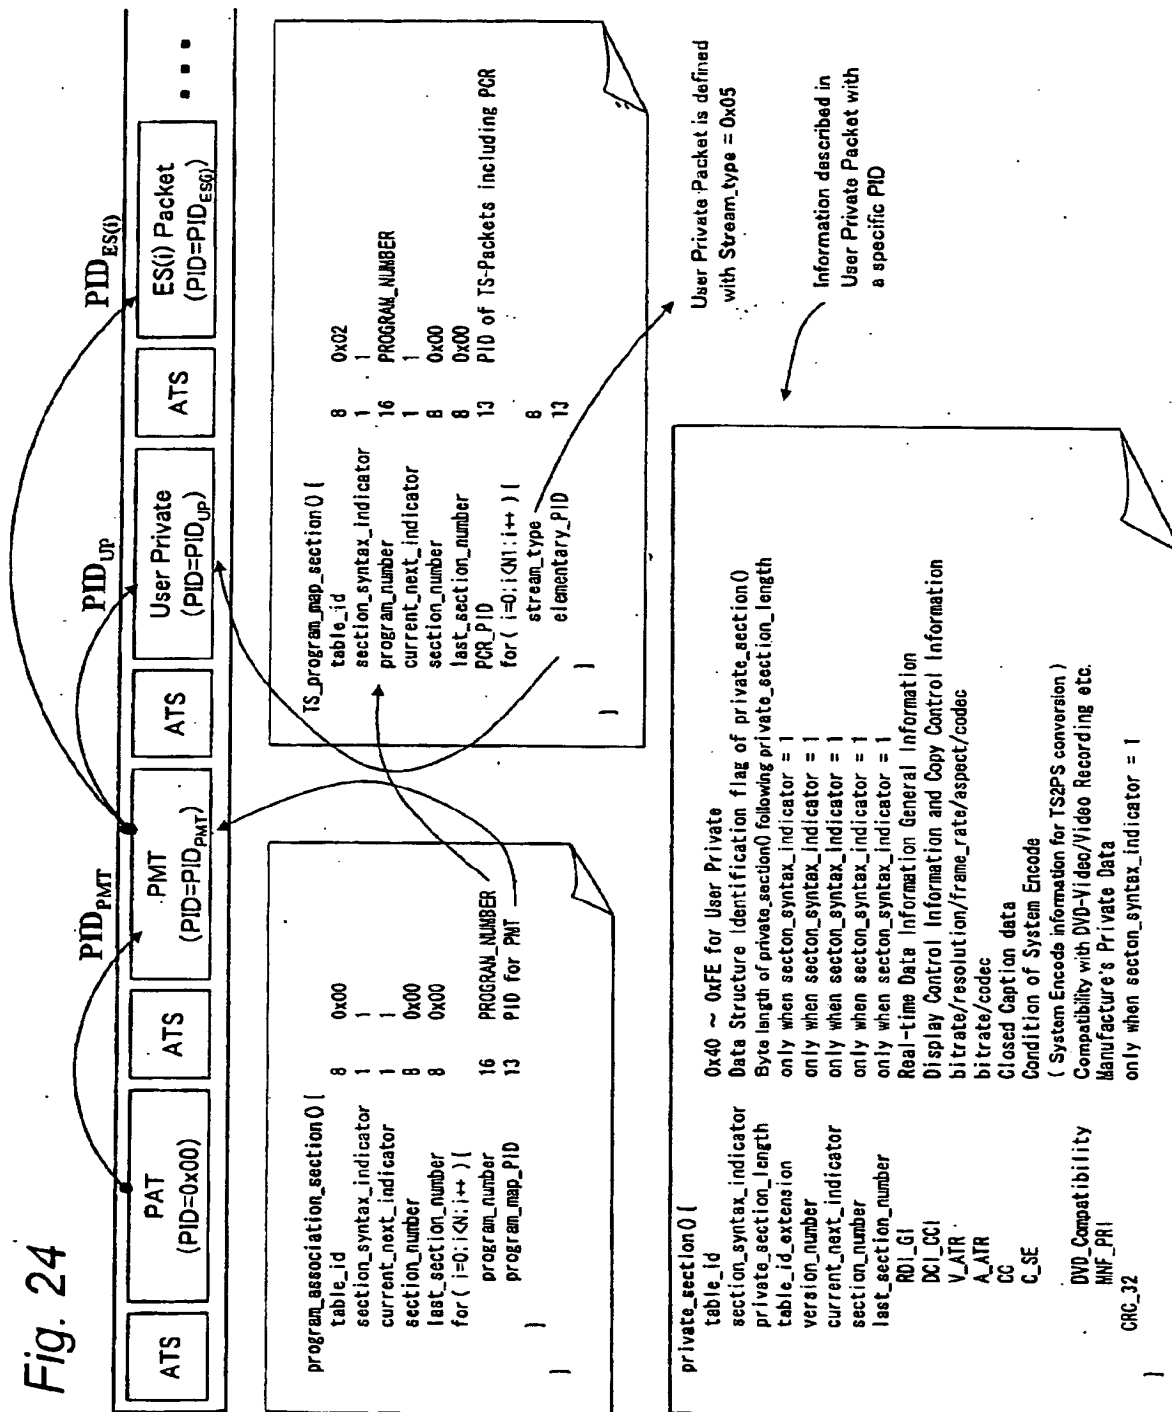 Fig. 24
PID_PMT
PID_UP
PID_ES(i)
ATS
PAT
(PID=0x00)
ATS
PMT
(PID=PID_PMT)
ATS
User Private
(PID=PID_UP)
ATS
ES(i) Packet
(PID=PID_ES(i))
...
program_association_section() {
table_id 8 0x00
section_syntax_indicator 1 1
current_next_indicator 1 1
section_number 8 0x00
last_section_number 8 0x00
for( i=0;i<N;i++ ) {
program_number 16 PROGRAM_NUMBER
program_map_PID 13 PID for PMT
}
TS_program_map_section() {
table_id 8 0x02
section_syntax_indicator 1 1
program_number 16 PROGRAM_NUMBER
current_next_indicator 1 1
section_number 8 0x00
last_section_number 8 0x00
PCR_PID 13 PID of TS-Packets including PCR
for( i=0;i<N1;i++ ) {
stream_type 8
elementary_PID 13
}
User Private Packet is defined
with Stream_type = 0x05
private_section() {
table_id 0x40 ~ 0xFE for User Private
section_syntax_indicator Data Structure Identification flag of private_section()
private_section_length Byte length of private_section() following private_section_length
table_id_extension only when secton_syntax_indicator = 1
version_number only when secton_syntax_indicator = 1
current_next_indicator only when secton_syntax_indicator = 1
section_number only when secton_syntax_indicator = 1
last_section_number only when secton_syntax_indicator = 1
RDI_GI Real-time Date Information General Information
DCI_CCI Display Control Information and Copy Control Information
V_ATR bitrate/resolution/frame_rate/aspect/codec
A_ATR bitrate/codec
CC Closed Caption data
C_SE Condition of System Encode
( System Encode information for TS2PS conversion )
DVD_Compatibility Compatibility with DVD-Video/Video Recording etc.
MNF_PRI Manufacture's Private Data
CRC_32 only when secton_syntax_indicator = 1
}
Information described in
User Private Packet with
a specific PID